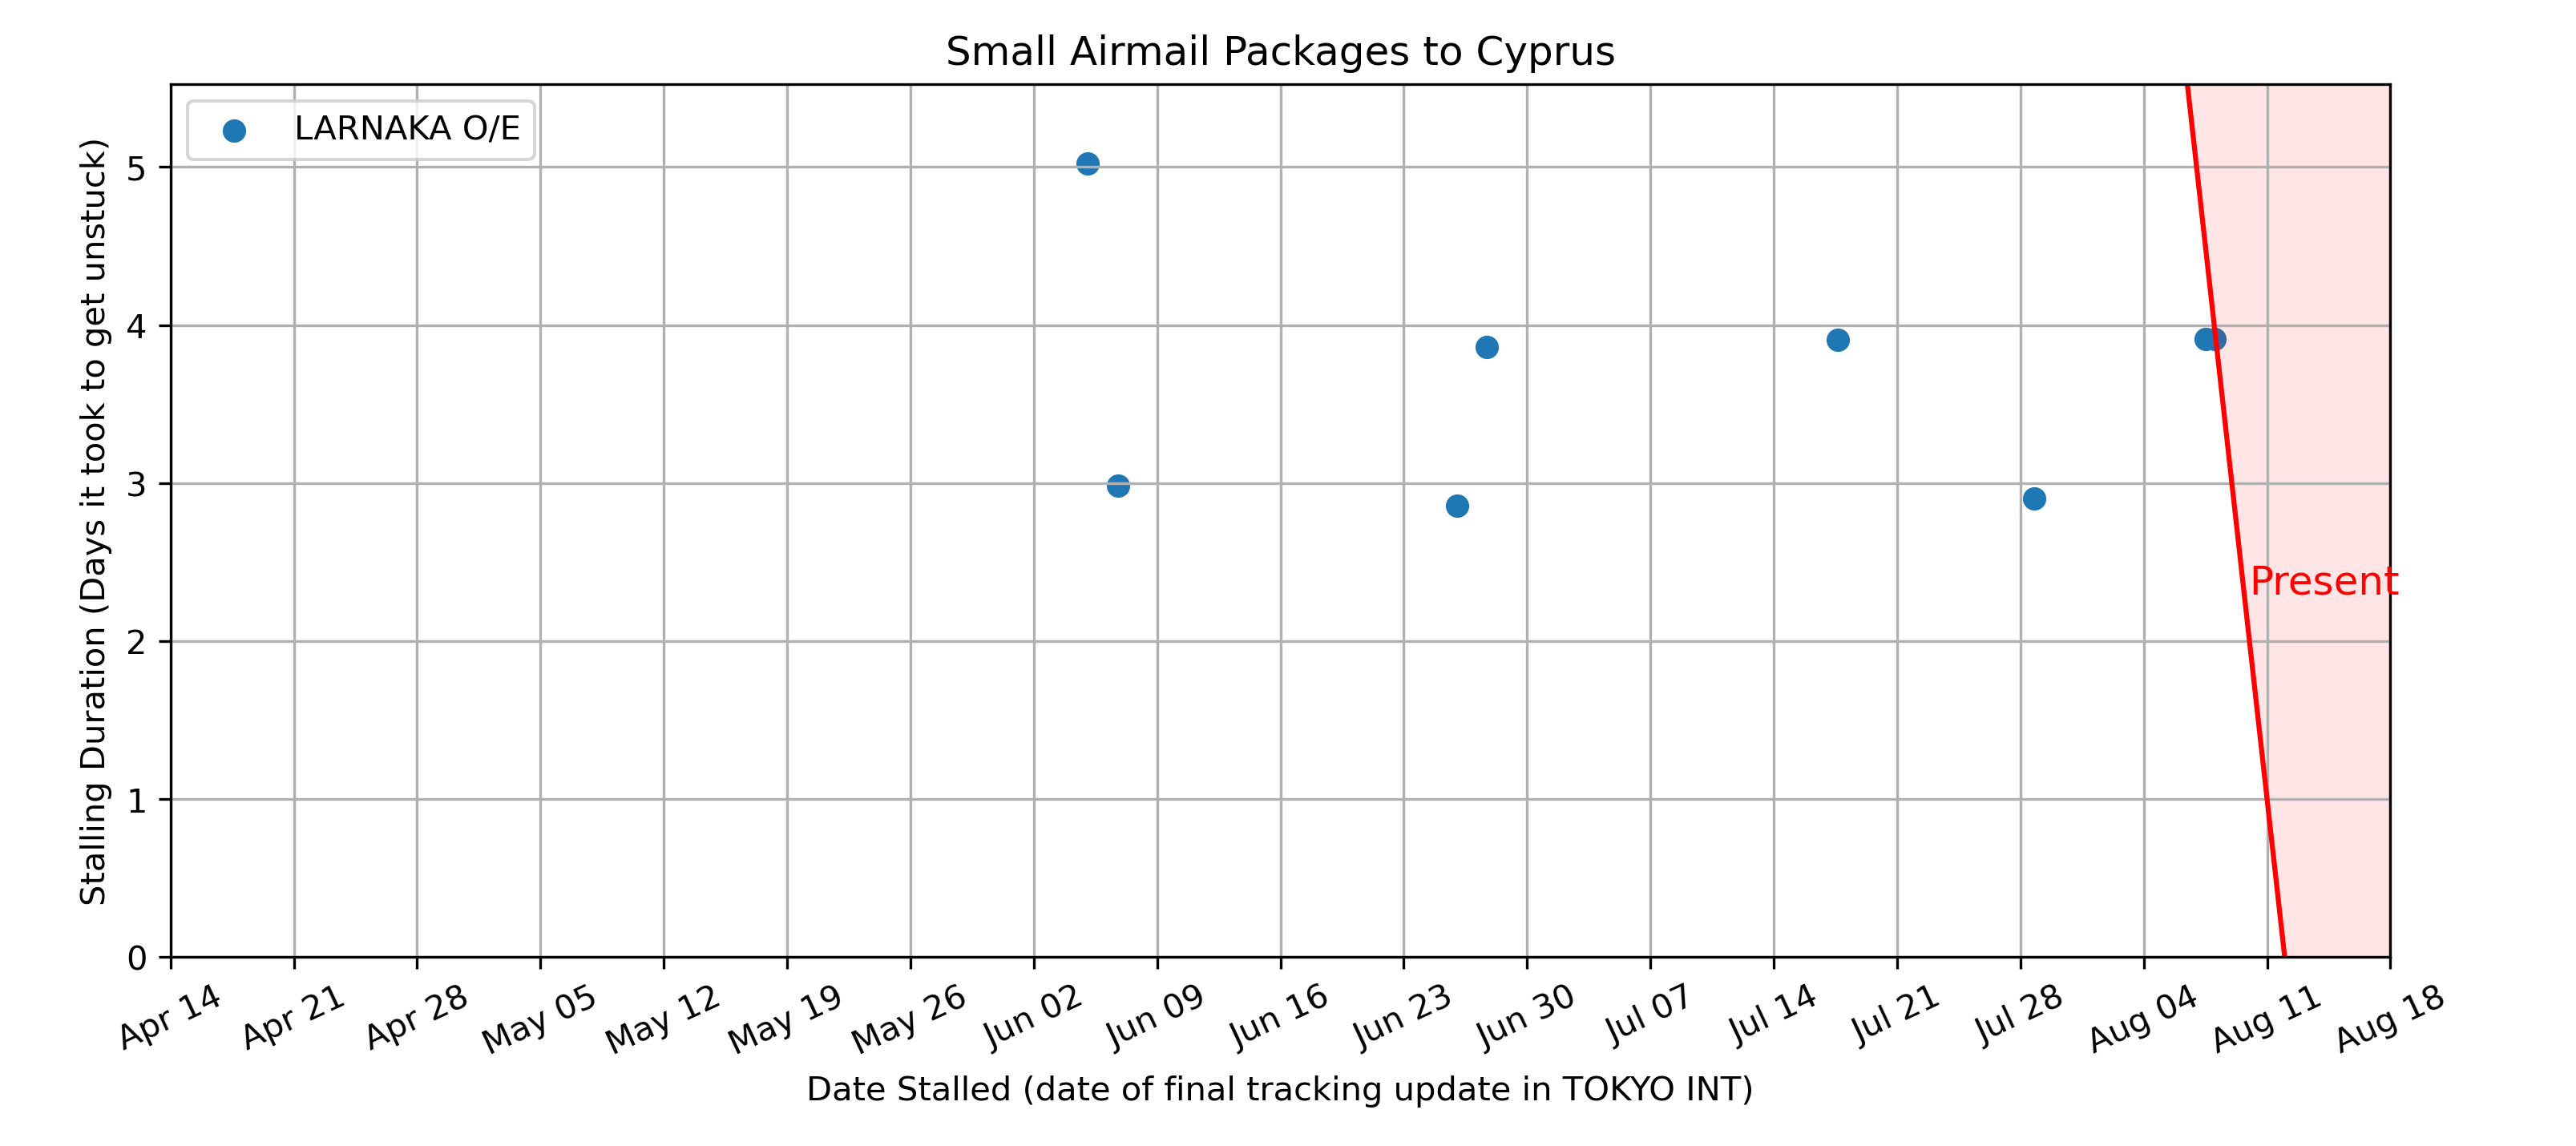 Small Airmail Packages to Cyprus
LARNAKA O/E
Stalling Duration (Days it took to get unstuck)
5
4
3
2
1
0
Present
Apr 14
Apr 21
Apr 28
May 05
May 12
May 19
May 26
Jun 02
Jun 09
Jun 16
Jun 23
Jun 30
Jul 07
Jul 14
Jul 21
Jul 28
Aug 04
Aug 11
Aug 18
Date Stalled (date of final tracking update in TOKYO INT)